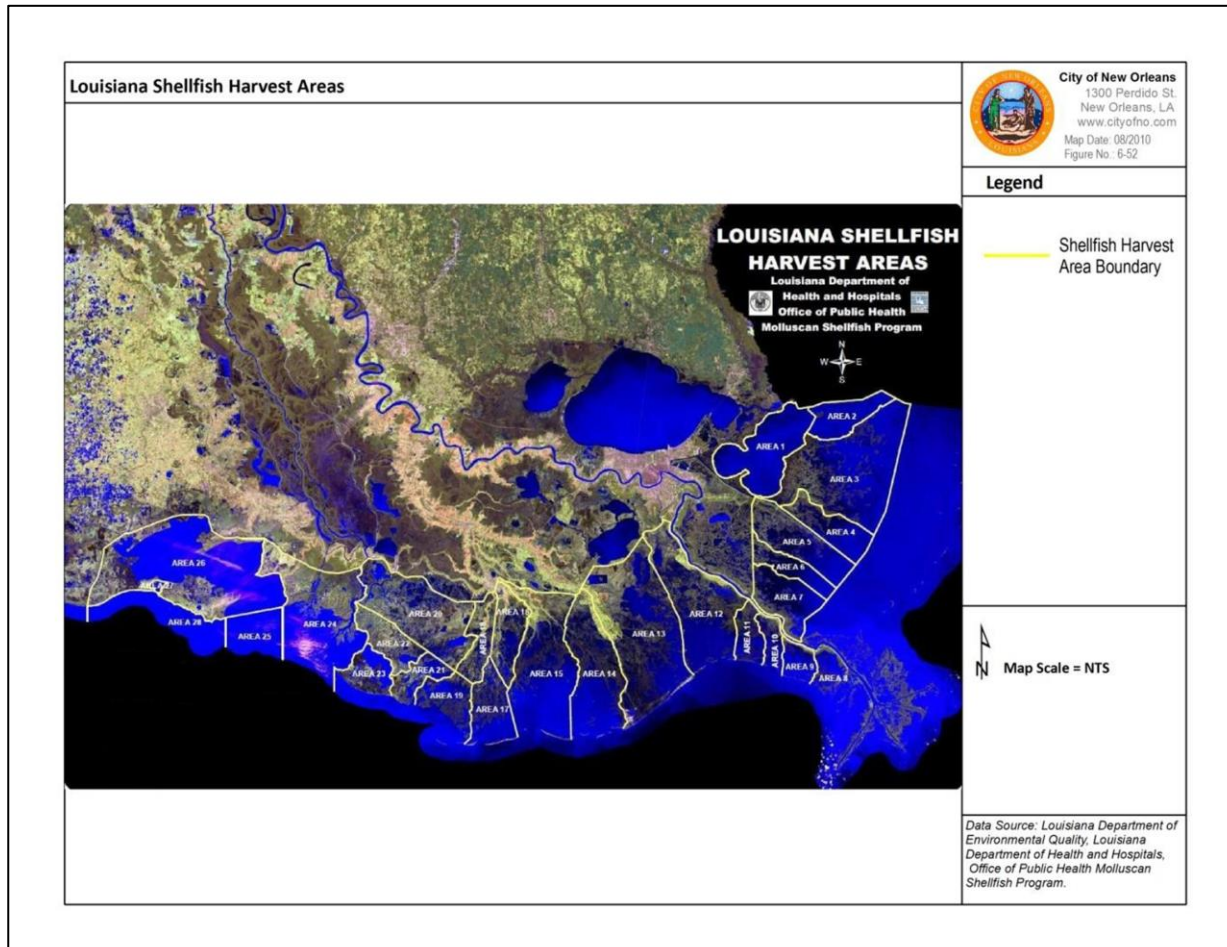 Louisiana Shellfish Harvest Areas
City of New Orleans
1300 Perdido St.
New Orleans, LA
www.cityofno.com
Map Date: 08/2010
Figure No.: 6-52
CITY OF NEW ORLEANS
LOUISIANA
Legend
Shellfish Harvest
Area Boundary
LOUISIANA SHELLFISH
HARVEST AREAS
Louisiana Department of
Health and Hospitals
Office of Public Health
Molluscan Shellfish Program
N
W E
S
AREA 2
AREA 1
AREA 3
AREA 4
AREA 5
AREA 6
AREA 7
AREA 26
AREA 28
AREA 25
AREA 24
AREA 20
AREA 22
AREA 21
AREA 23
AREA 19
AREA 17
AREA 15
AREA 14
AREA 13
AREA 12
AREA 11
AREA 10
AREA 9
AREA 8
N
Map Scale = NTS
Data Source: Louisiana Department of
Environmental Quality, Louisiana
Department of Health and Hospitals,
Office of Public Health Molluscan
Shellfish Program.